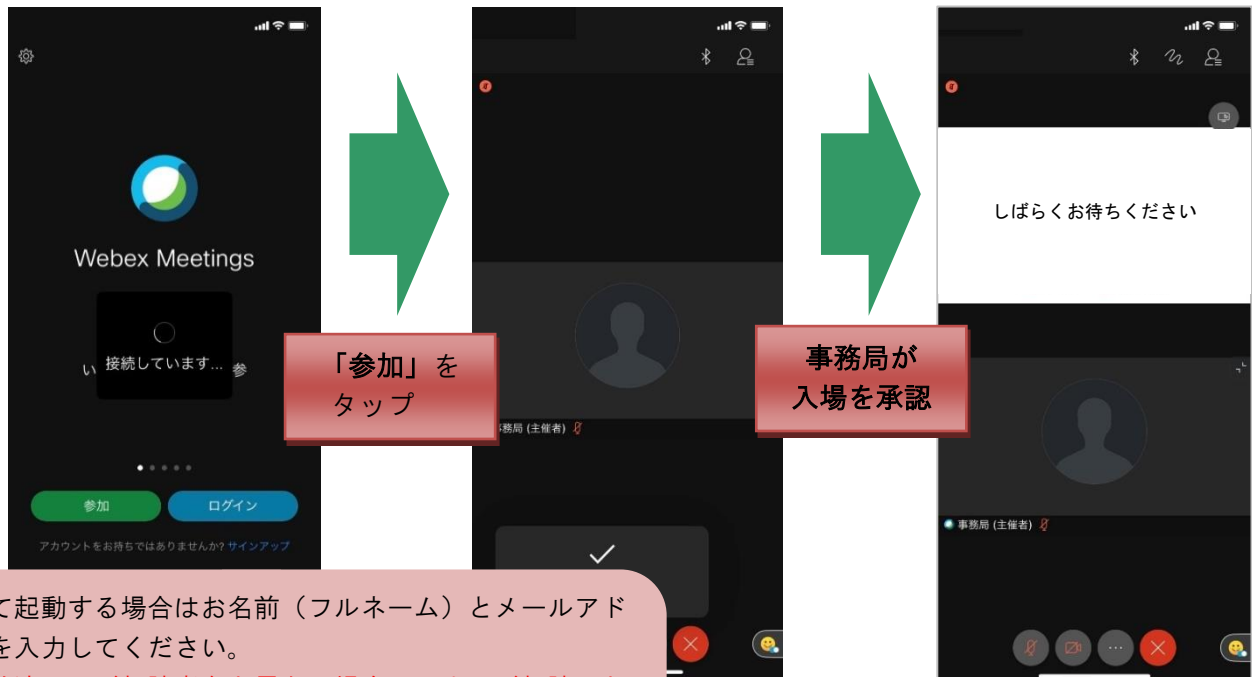 Webex Meetings
接続しています...
い
参
参加
ログイン
アカウントをお持ちではありませんか? サインアップ
「参加」を
タップ
務局 (主催者)
事務局が
入場を承認
しばらくお待ちください
事務局 (主催者)
て起動する場合はお名前（フルネーム）とメールアド
を入力してください。